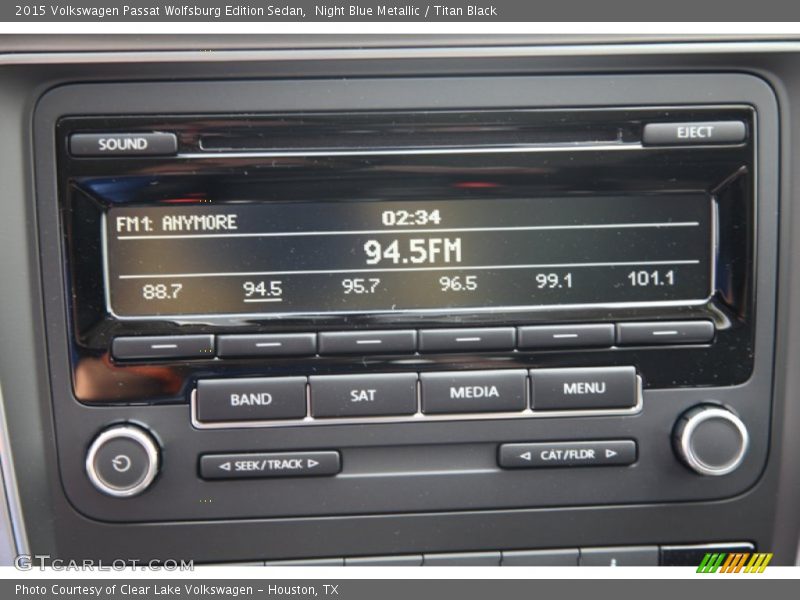 2015 Volkswagen Passat Wolfsburg Edition Sedan,  Night Blue Metallic / Titan Black
SOUND
EJECT
FM1: ANYMORE
02:34
94.5FM
88.7 94.5 95.7 96.5 99.1 101.1
BAND SAT MEDIA MENU
SEEK/TRACK
CAT/FLDR
GTCARLOT.COM
Photo Courtesy of Clear Lake Volkswagen – Houston, TX